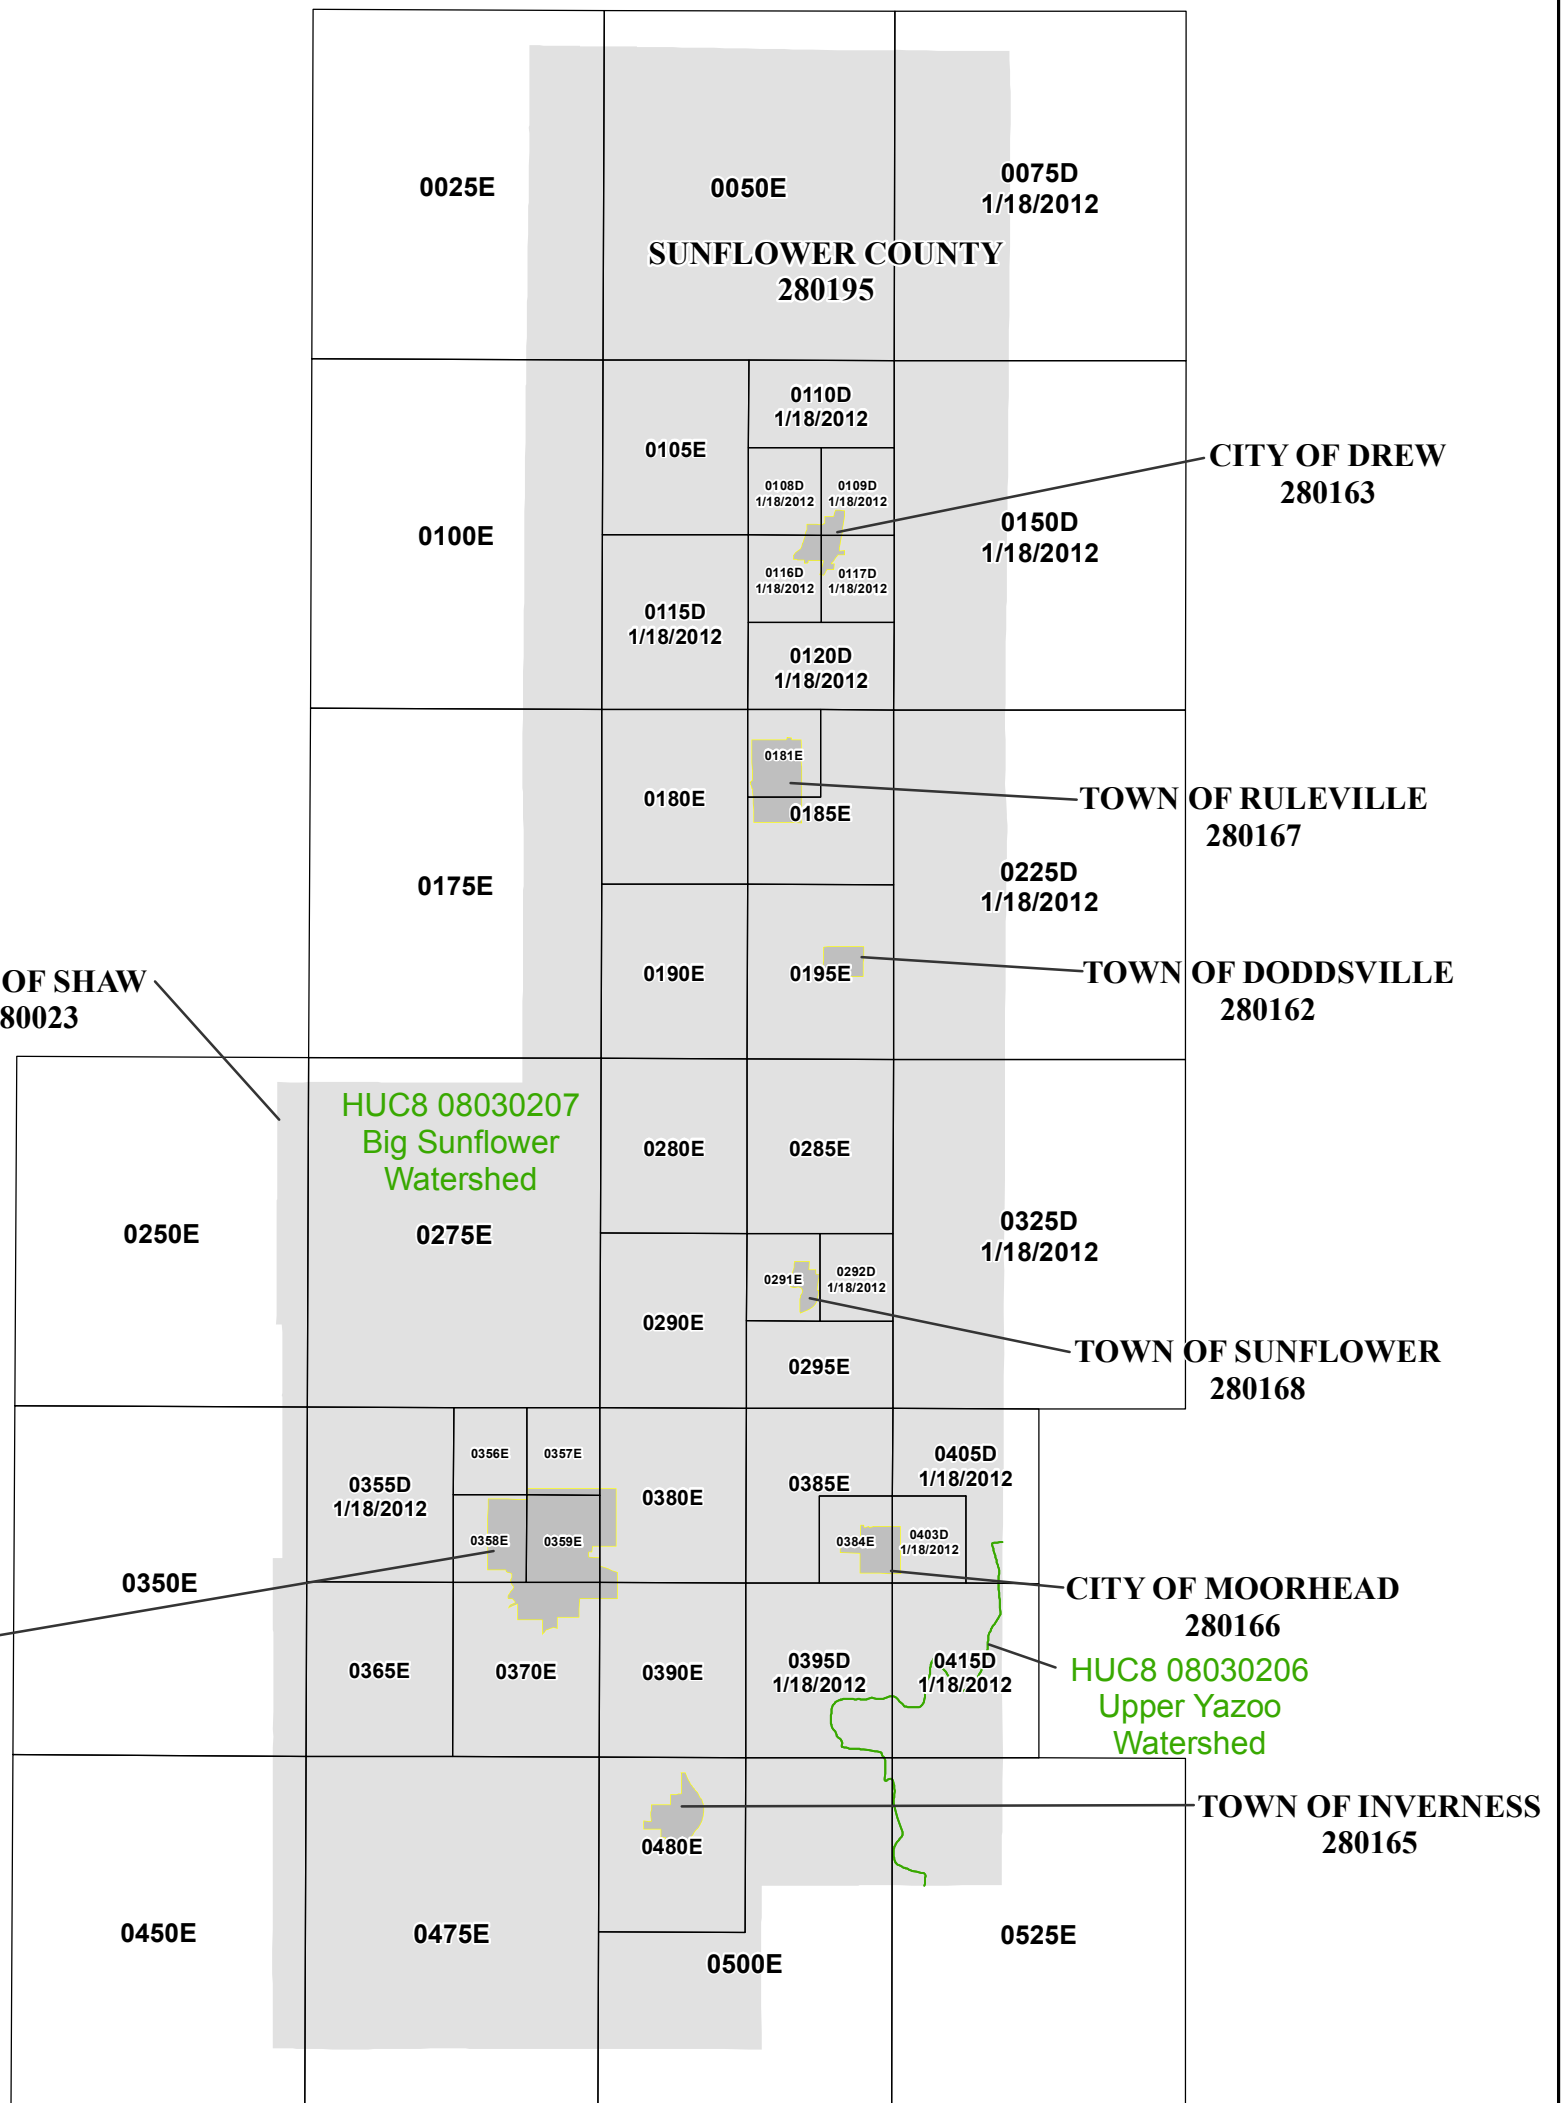 0025E
0050E
0075D
1/18/2012
SUNFLOWER COUNTY
280195
0110D
1/18/2012
0105E
0108D
1/18/2012
0109D
1/18/2012
CITY OF DREW
280163
0100E
0150D
1/18/2012
0116D
1/18/2012
0117D
1/18/2012
0115D
1/18/2012
0120D
1/18/2012
0181E
0180E
0185E
TOWN OF RULEVILLE
280167
0175E
0225D
1/18/2012
0190E
0195E
TOWN OF DODDSVILLE
280162
OF SHAW
80023
HUC8 08030207
Big Sunflower
Watershed
0280E
0285E
0250E
0275E
0325D
1/18/2012
0291E
0292D
1/18/2012
0290E
0295E
TOWN OF SUNFLOWER
280168
0356E
0357E
0355D
1/18/2012
0380E
0385E
0405D
1/18/2012
0358E
0359E
0384E
0403D
1/18/2012
0350E
CITY OF MOORHEAD
280166
0365E
0370E
0390E
0395D
1/18/2012
0415D
1/18/2012
HUC8 08030206
Upper Yazoo
Watershed
TOWN OF INVERNESS
280165
0480E
0450E
0475E
0500E
0525E